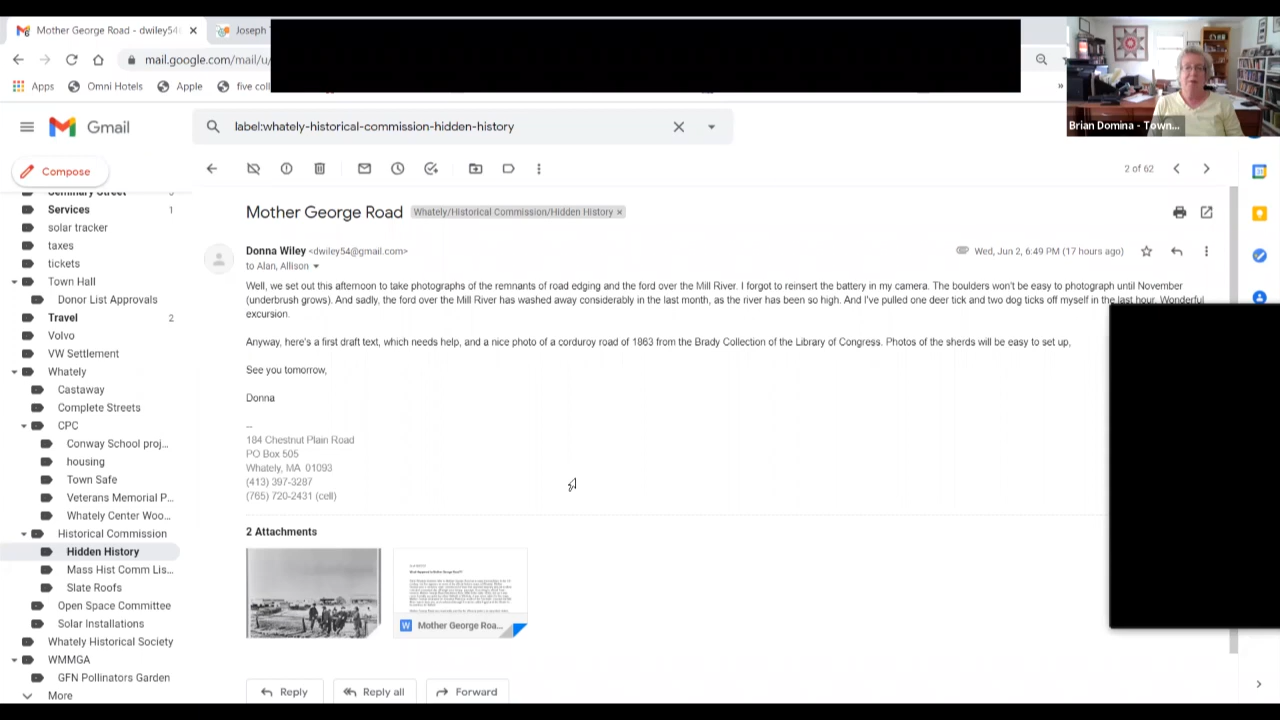 Mother George Road - dwiley54
Joseph
mail.google.com/mail/u/
Apps Omni Hotels Apple five coll »
Brian Domina - Town...
Gmail
label:whately-historical-commission-hidden-history
Compose
2 of 62
Seminary Street
Services 1
solar tracker
taxes
tickets
Town Hall
Donor List Approvals
Travel 2
Volvo
VW Settlement
Whately
Castaway
Complete Streets
CPC
Conway School proj...
housing
Town Safe
Veterans Memorial P...
Whately Center Woo...
Historical Commission
Hidden History
Mass Hist Comm Lis...
Slate Roofs
Open Space Committee
Solar Installations
Whately Historical Society
WMMGA
GFN Pollinators Garden
More
Mother George Road Whately/Historical Commission/Hidden History ×
Donna Wiley <dwiley54@gmail.com> Wed, Jun 2, 6:49 PM (17 hours ago)
to Alan, Allison
Well, we set out this afternoon to take photographs of the remnants of road edging and the ford over the Mill River. I forgot to reinsert the battery in my camera. The boulders won't be easy to photograph until November
(underbrush grows). And sadly, the ford over the Mill River has washed away considerably in the last month, as the river has been so high. And I've pulled one deer tick and two dog ticks off myself in the last hour. Wonderful
excursion.
Anyway, here's a first draft text, which needs help, and a nice photo of a corduroy road of 1863 from the Brady Collection of the Library of Congress. Photos of the sherds will be easy to set up,
See you tomorrow,
Donna
--
184 Chestnut Plain Road
PO Box 505
Whately, MA 01093
(413) 397-3287
(765) 720-2431 (cell)
2 Attachments
W Mother George Roa...
Reply Reply all Forward